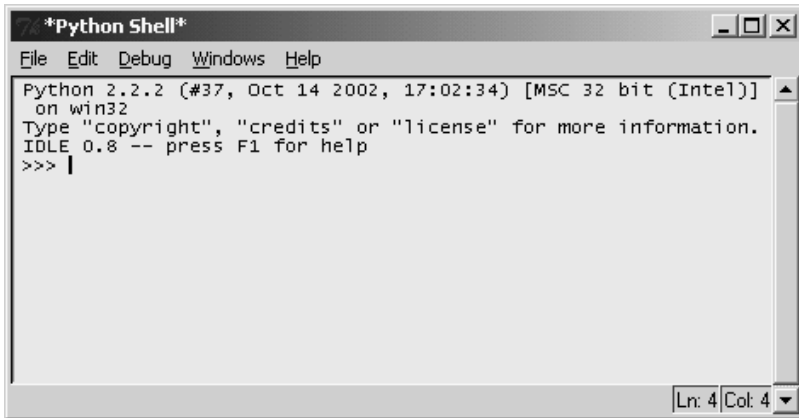 *Python Shell*
File Edit Debug Windows Help
Python 2.2.2 (#37, Oct 14 2002, 17:02:34) [MSC 32 bit (Intel)]
on win32
Type "copyright", "credits" or "license" for more information.
IDLE 0.8 -- press F1 for help
>>>
Ln: 4 Col: 4